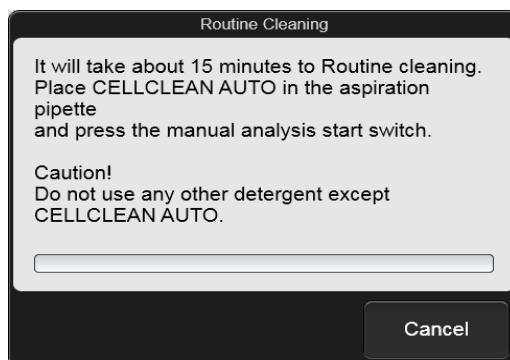 Routine Cleaning
It will take about 15 minutes to Routine cleaning.
Place CELLCLEAN AUTO in the aspiration
pipette
and press the manual analysis start switch.
Caution!
Do not use any other detergent except
CELLCLEAN AUTO.
Cancel